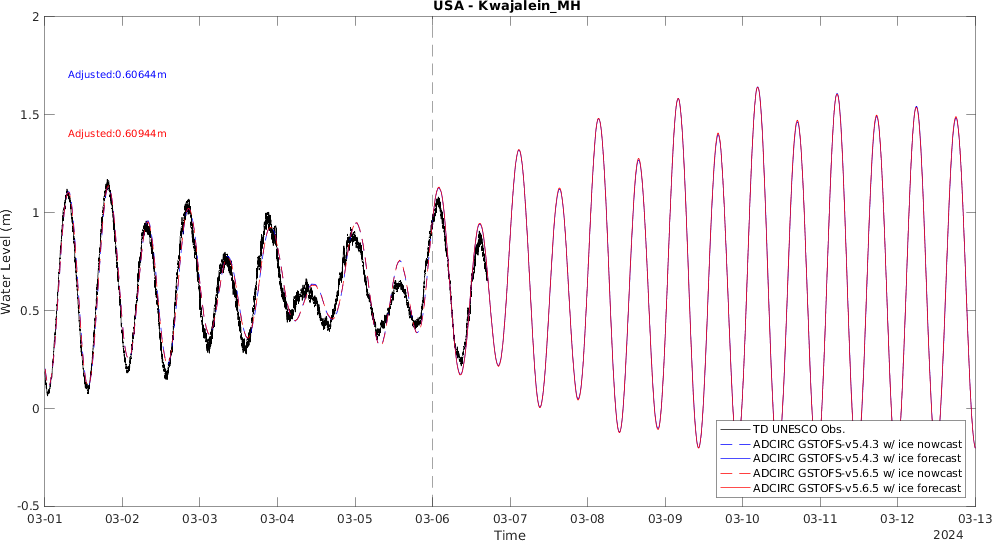 USA - Kwajalein_MH
2
1.5
1
0.5
0
-0.5
Water Level (m)
Adjusted:0.60644m
Adjusted:0.60944m
TD UNESCO Obs.
ADCIRC GSTOFS-v5.4.3 w/ ice nowcast
ADCIRC GSTOFS-v5.4.3 w/ ice forecast
ADCIRC GSTOFS-v5.6.5 w/ ice nowcast
ADCIRC GSTOFS-v5.6.5 w/ ice forecast
03-01 03-02 03-03 03-04 03-05 03-06 03-07 03-08 03-09 03-10 03-11 03-12 03-13
Time
2024